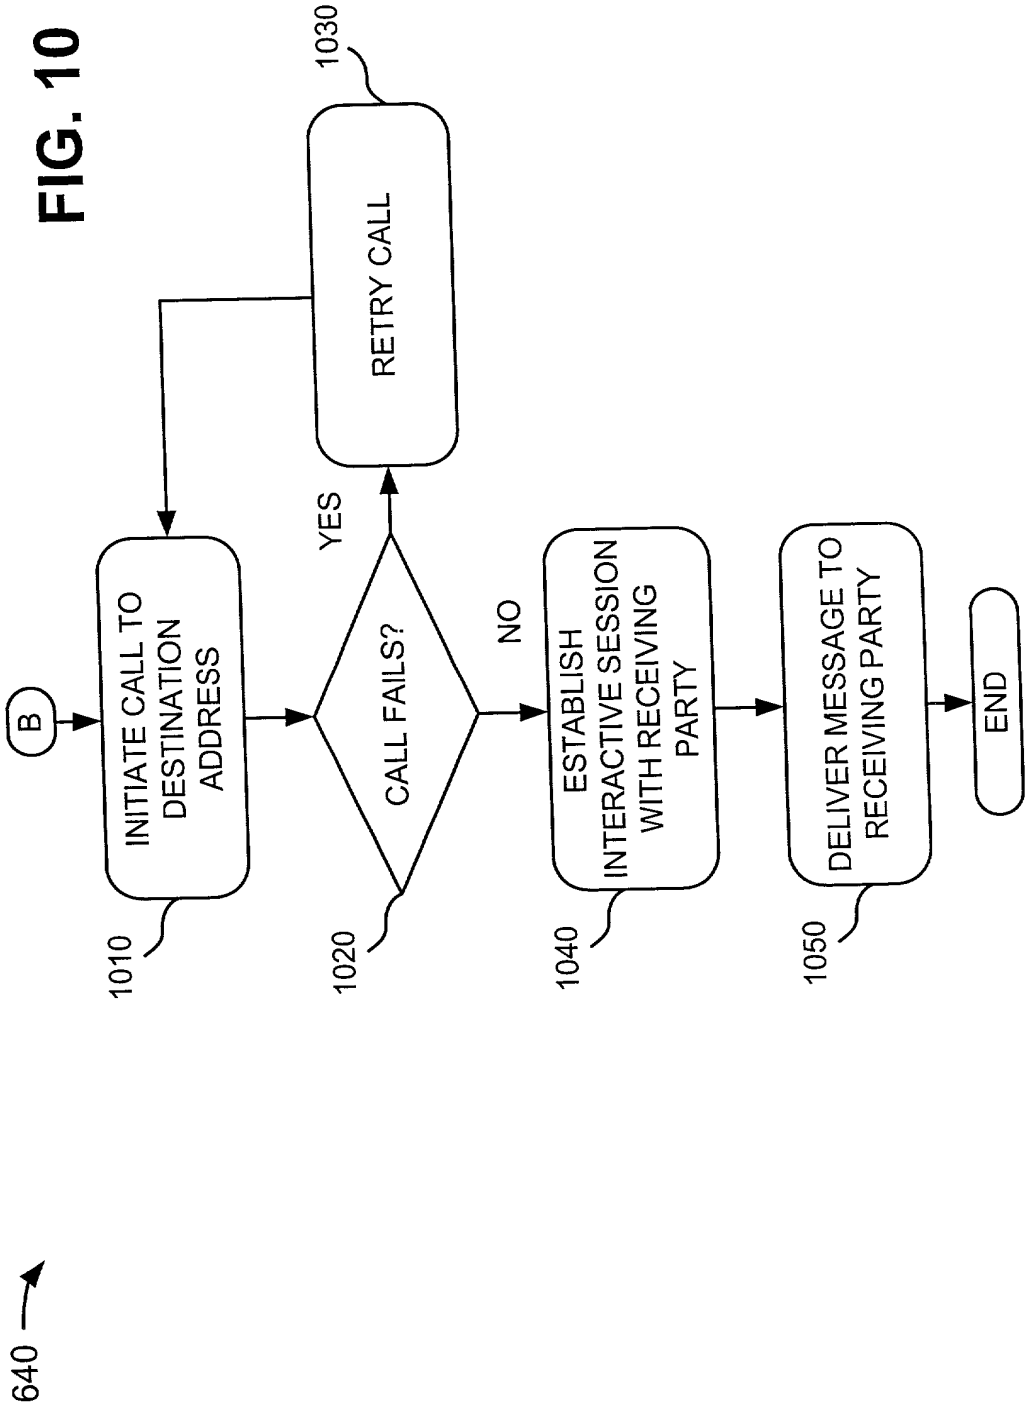 FIG. 10
640
B
INITIATE CALL TO
DESTINATION
ADDRESS
1010
CALL FAILS?
1020
YES
RETRY CALL
1030
NO
ESTABLISH
INTERACTIVE SESSION
WITH RECEIVING
PARTY
1040
DELIVER MESSAGE TO
RECEIVING PARTY
1050
END